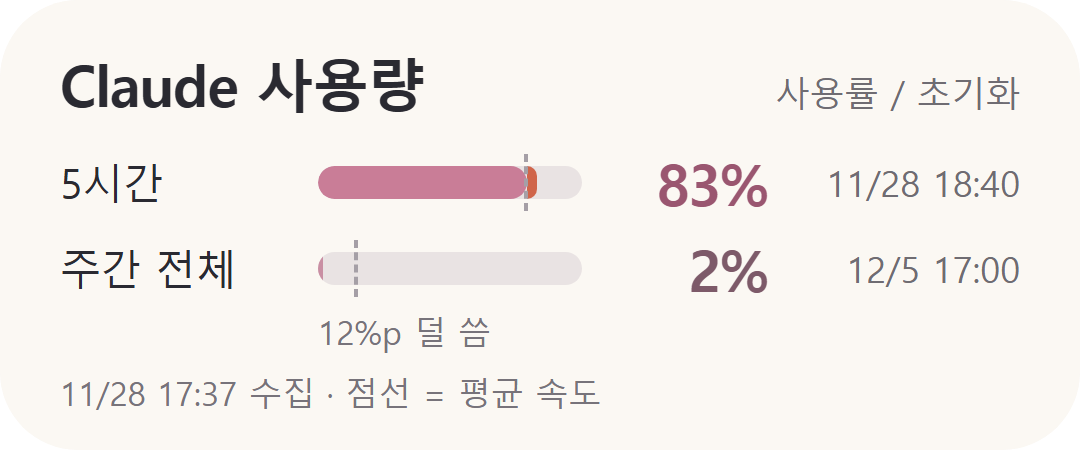 Claude 사용량
사용률 / 초기화
5시간 83% 11/28 18:40
주간 전체 2% 12/5 17:00
12%p 덜 씀
11/28 17:37 수집 · 점선 = 평균 속도